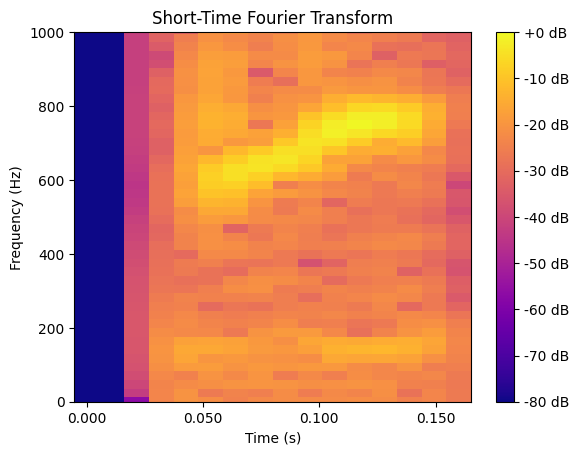 Short-Time Fourier Transform
Frequency (Hz)
1000
800
600
400
200
0
0.000
0.050
0.100
0.150
Time (s)
+0 dB
-10 dB
-20 dB
-30 dB
-40 dB
-50 dB
-60 dB
-70 dB
-80 dB